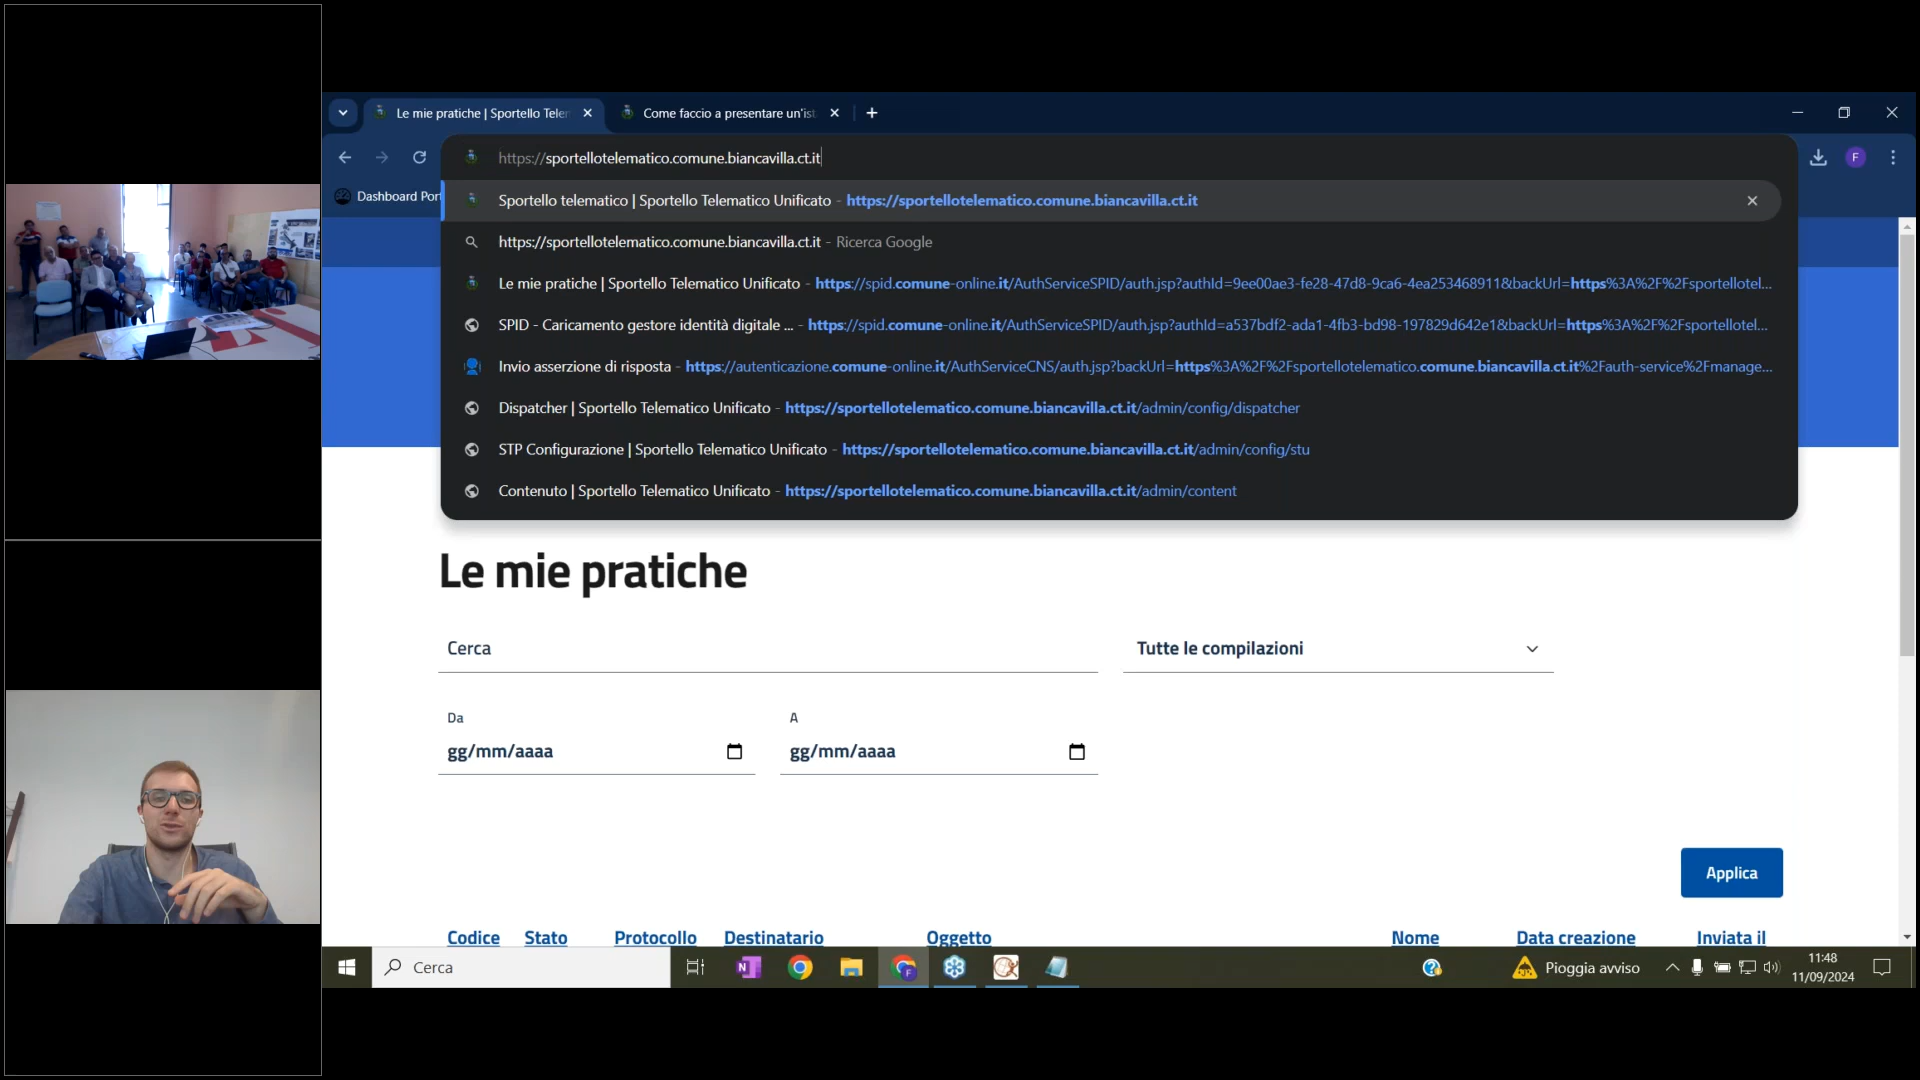 Le mie pratiche | Sportello Telen
Come faccio a presentare un'ist
https://sportellotelematico.comune.biancavilla.ct.it
Dashboard Port
Sportello telematico | Sportello Telematico Unificato - https://sportellotelematico.comune.biancavilla.ct.it
https://sportellotelematico.comune.biancavilla.ct.it - Ricerca Google
Le mie pratiche | Sportello Telematico Unificato - https://spid.comune-online.it/AuthServiceSPID/auth.jsp?authId=9ee00ae3-fe28-47d8-9ca6-4ea253468911&backUrl=https%3A%2F%2Fsportellotel...
SPID - Caricamento gestore identità digitale ... - https://spid.comune-online.it/AuthServiceSPID/auth.jsp?authId=a537bdf2-ada1-4fb3-bd98-197829d642e1&backUrl=https%3A%2F%2Fsportellotel...
Invio asserzione di risposta - https://autenticazione.comune-online.it/AuthServiceCNS/auth.jsp?backUrl=https%3A%2F%2Fsportellotelematico.comune.biancavilla.ct.it%2Fauth-service%2Fmanage...
Dispatcher | Sportello Telematico Unificato - https://sportellotelematico.comune.biancavilla.ct.it/admin/config/dispatcher
STP Configurazione | Sportello Telematico Unificato - https://sportellotelematico.comune.biancavilla.ct.it/admin/config/stu
Contenuto | Sportello Telematico Unificato - https://sportellotelematico.comune.biancavilla.ct.it/admin/content
Le mie pratiche
Cerca
Tutte le compilazioni
Da
A
gg/mm/aaaa
gg/mm/aaaa
Applica
Codice Stato Protocollo Destinatario Oggetto Nome Data creazione Inviata il
Cerca
Pioggia avviso
11:48
11/09/2024